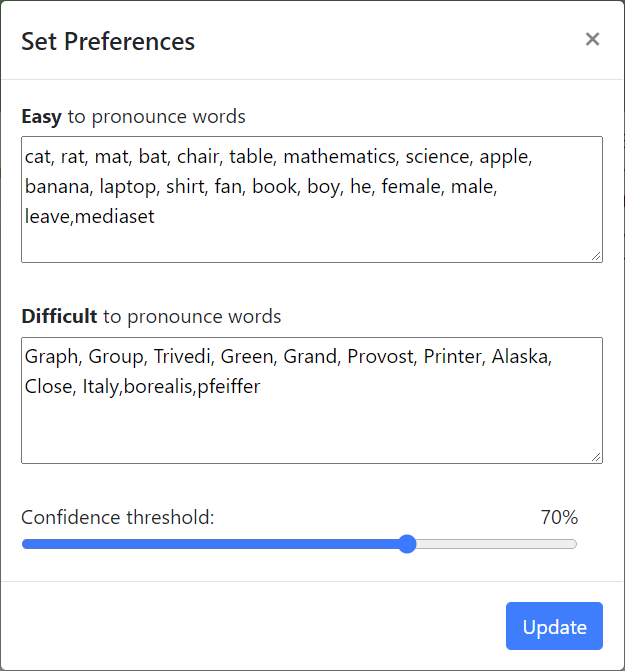 Set Preferences ×
Easy to pronounce words
cat, rat, mat, bat, chair, table, mathematics, science, apple,
banana, laptop, shirt, fan, book, boy, he, female, male,
leave,mediaset
Difficult to pronounce words
Graph, Group, Trivedi, Green, Grand, Provost, Printer, Alaska,
Close, Italy,borealis,pfeiffer
Confidence threshold: 70%
Update